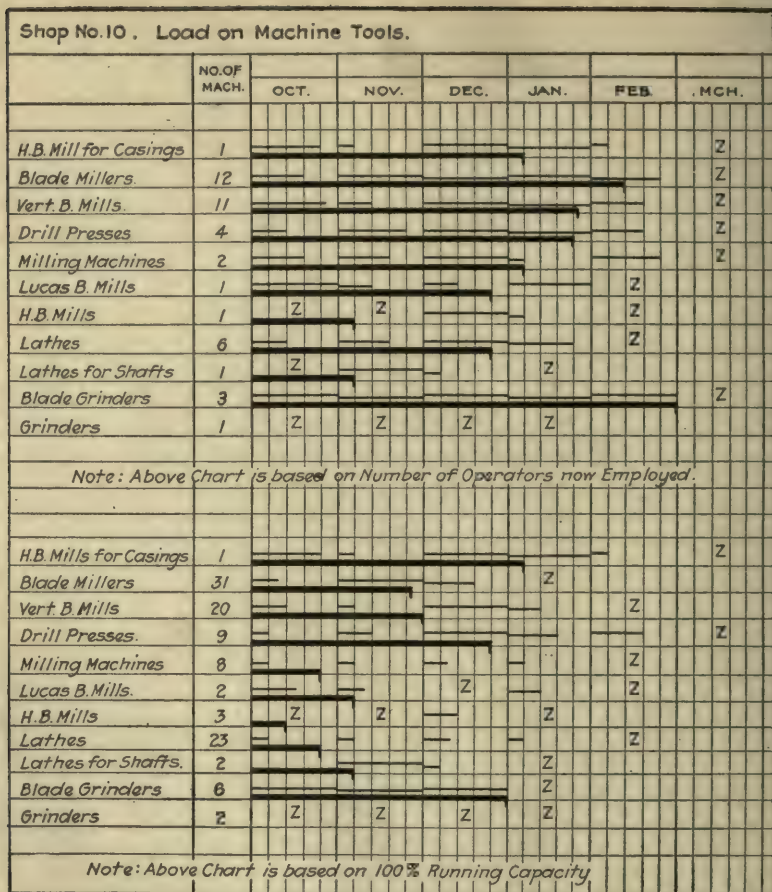 Shop No.10. Load on Machine Tools.
NO.OF MACH. OCT. NOV. DEC. JAN. FEB. MCH.
H.B. Mill for Casings 1 Z
Blade Millers. 12 Z
Vert. B. Mills. 11 Z
Drill Presses 4 Z
Milling Machines 2 Z
Lucas B. Mills 1 Z
H.B. Mills 1 Z Z Z
Lathes 6 Z
Lathes for Shafts 1 Z Z
Blade Grinders 3 Z
Grinders 1 Z Z Z Z
Note: Above Chart is based on Number of Operators now Employed.
H.B. Mills for Casings 1 Z
Blade Millers 31 Z
Vert. B. Mills 20 Z
Drill Presses. 9 Z
Milling Machines 8 Z
Lucas B. Mills. 2 Z Z
H.B. Mills 3 Z Z Z
Lathes 23 Z
Lathes for Shafts. 2 Z
Blade Grinders 6 Z
Grinders 2 Z Z Z Z
Note: Above Chart is based on 100% Running Capacity